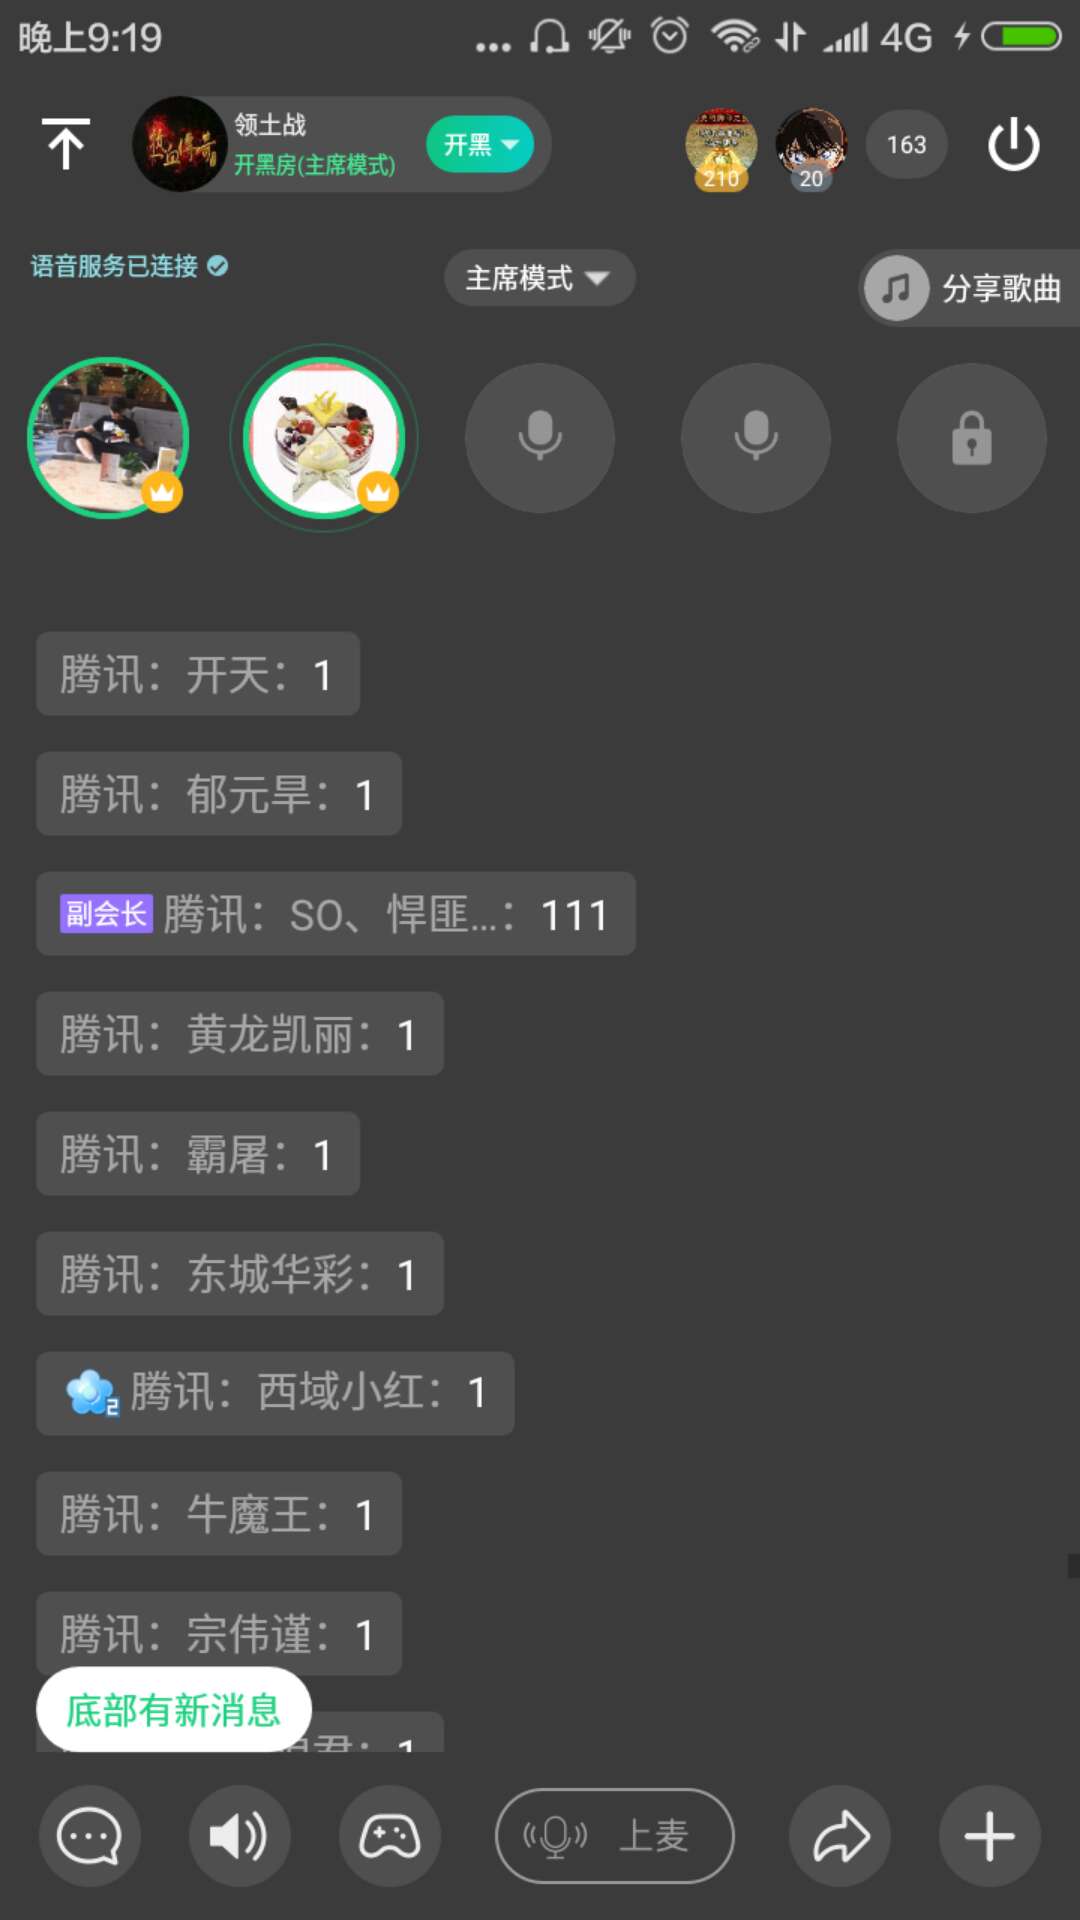 晚上9:19
4G
热血传奇
领土战
开黑房(主席模式)
开黑
210
20
163
语音服务已连接
主席模式
分享歌曲
腾讯：开天：1
腾讯：郁元旱：1
副会长 腾讯：SO、悍匪...：111
腾讯：黄龙凯丽：1
腾讯：霸屠：1
腾讯：东城华彩：1
2 腾讯：西域小红：1
腾讯：牛魔王：1
腾讯：宗伟谨：1
底部有新消息
君：1
上麦